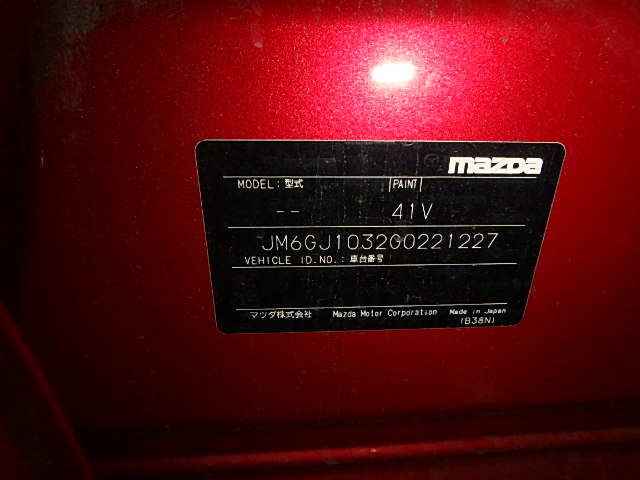 mazda
MODEL: 型式 PAINT
-- 41V
JM6GJ1032G0221227
VEHICLE ID.NO.: 車台番号
マツダ株式会社 Mazda Motor Corporation Made in Japan
(B38N)